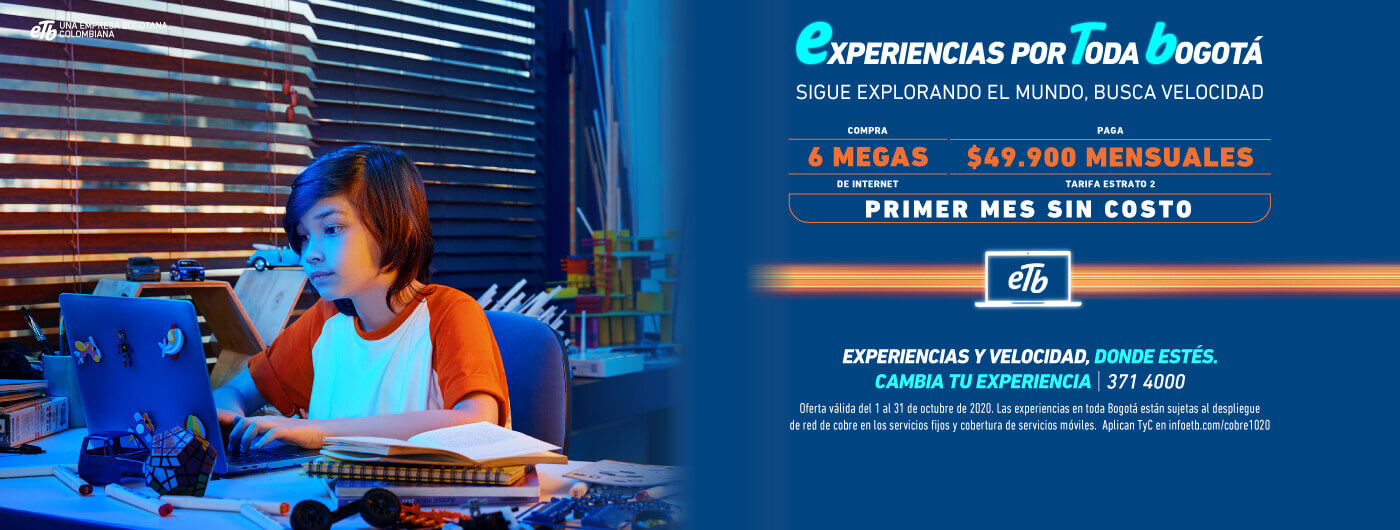 eTb UNA EMPRESA BOGOTANA
COLOMBIANA
eXPERIENCIAS POR TODA bOGOTÁ
SIGUE EXPLORANDO EL MUNDO, BUSCA VELOCIDAD
COMPRA
PAGA
6 MEGAS
$49.900 MENSUALES
DE INTERNET
TARIFA ESTRATO 2
PRIMER MES SIN COSTO
eTb
EXPERIENCIAS Y VELOCIDAD, DONDE ESTÉS.
CAMBIA TU EXPERIENCIA | 371 4000
Oferta válida del 1 al 31 de octubre de 2020. Las experiencias en toda Bogotá están sujetas al despliegue
de red de cobre en los servicios fijos y cobertura de servicios móviles. Aplican TyC en infoetb.com/cobre1020